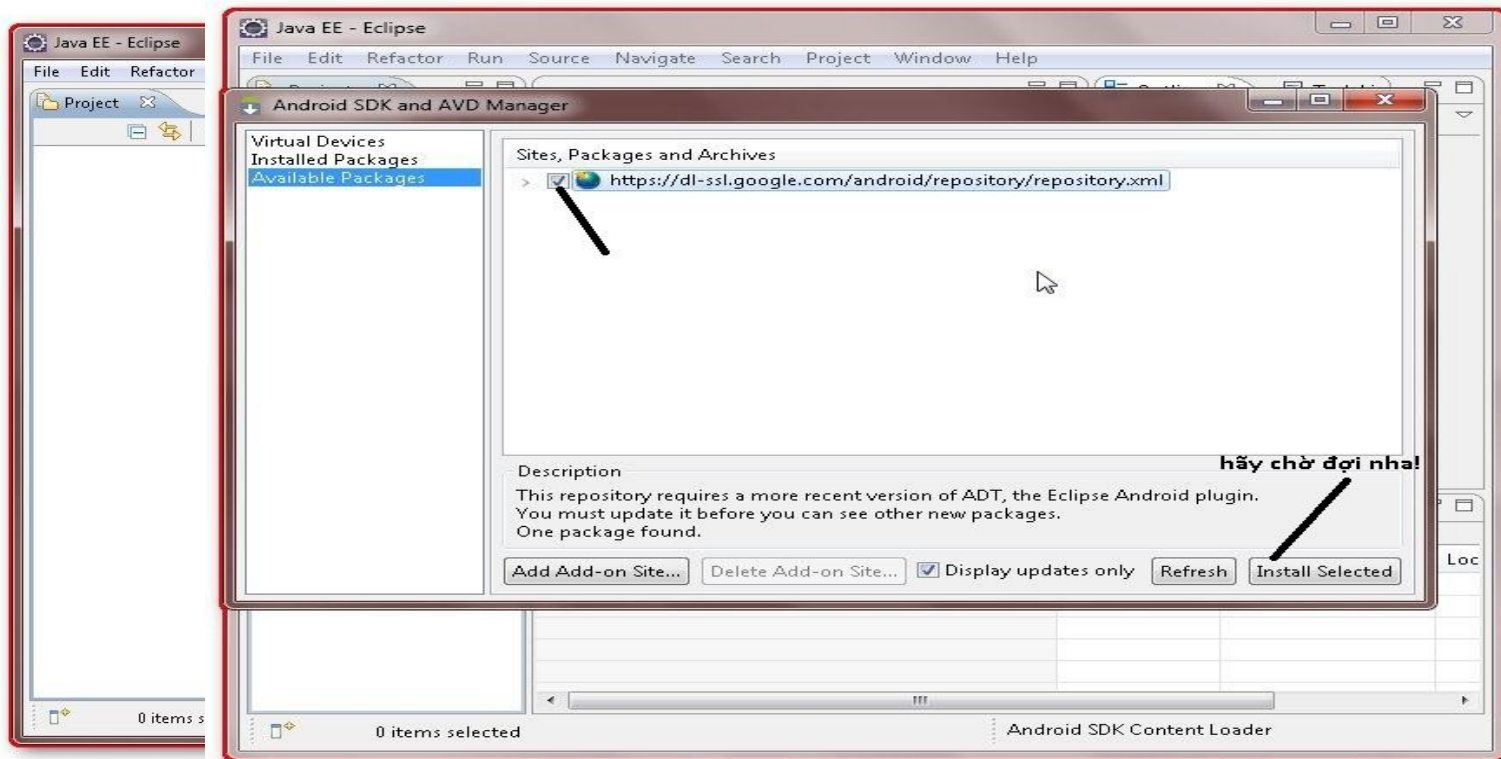 Java EE - Eclipse
File Edit Refactor
Project
0 items s
Java EE - Eclipse
File Edit Refactor Run Source Navigate Search Project Window Help
Android SDK and AVD Manager
Virtual Devices
Installed Packages
Available Packages
Sites, Packages and Archives
https://dl-ssl.google.com/android/repository/repository.xml
hãy chờ đợi nha!
Description
This repository requires a more recent version of ADT, the Eclipse Android plugin.
You must update it before you can see other new packages.
One package found.
Add Add-on Site... Delete Add-on Site... Display updates only Refresh Install Selected
Loc
0 items selected
Android SDK Content Loader